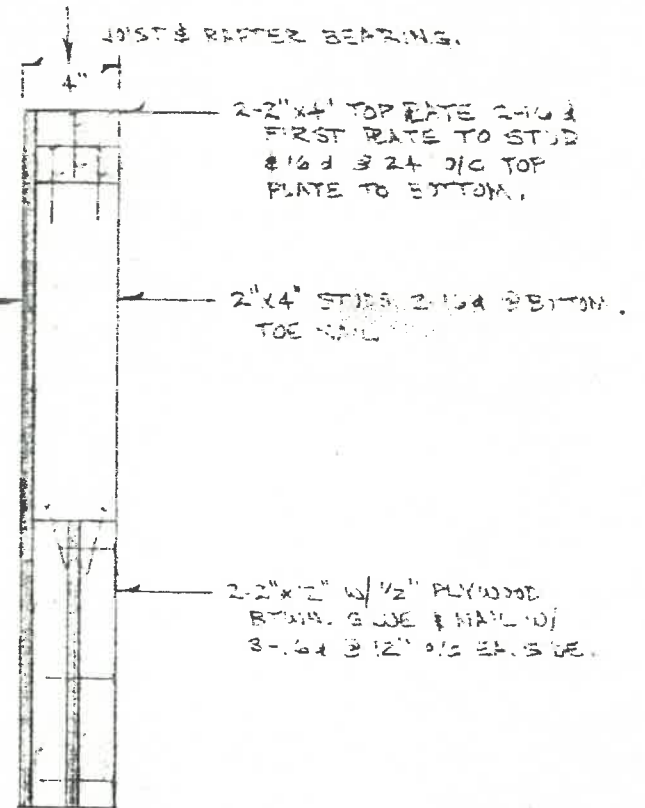 JOIST & RAFTER BEARING.
4"
2-2"x4" TOP PLATE 2-16d
FIRST PLATE TO STUD
& 16d @ 24 O/C TOP
PLATE TO BOTTOM.
2"x4" STUDS 2-16d @ BOTTOM.
TOE NAIL
2-2"x12" W/ 1/2" PLYWOOD
BTWN. GLUE & NAIL W/
3-16d @ 12" O/C EA. SIDE.